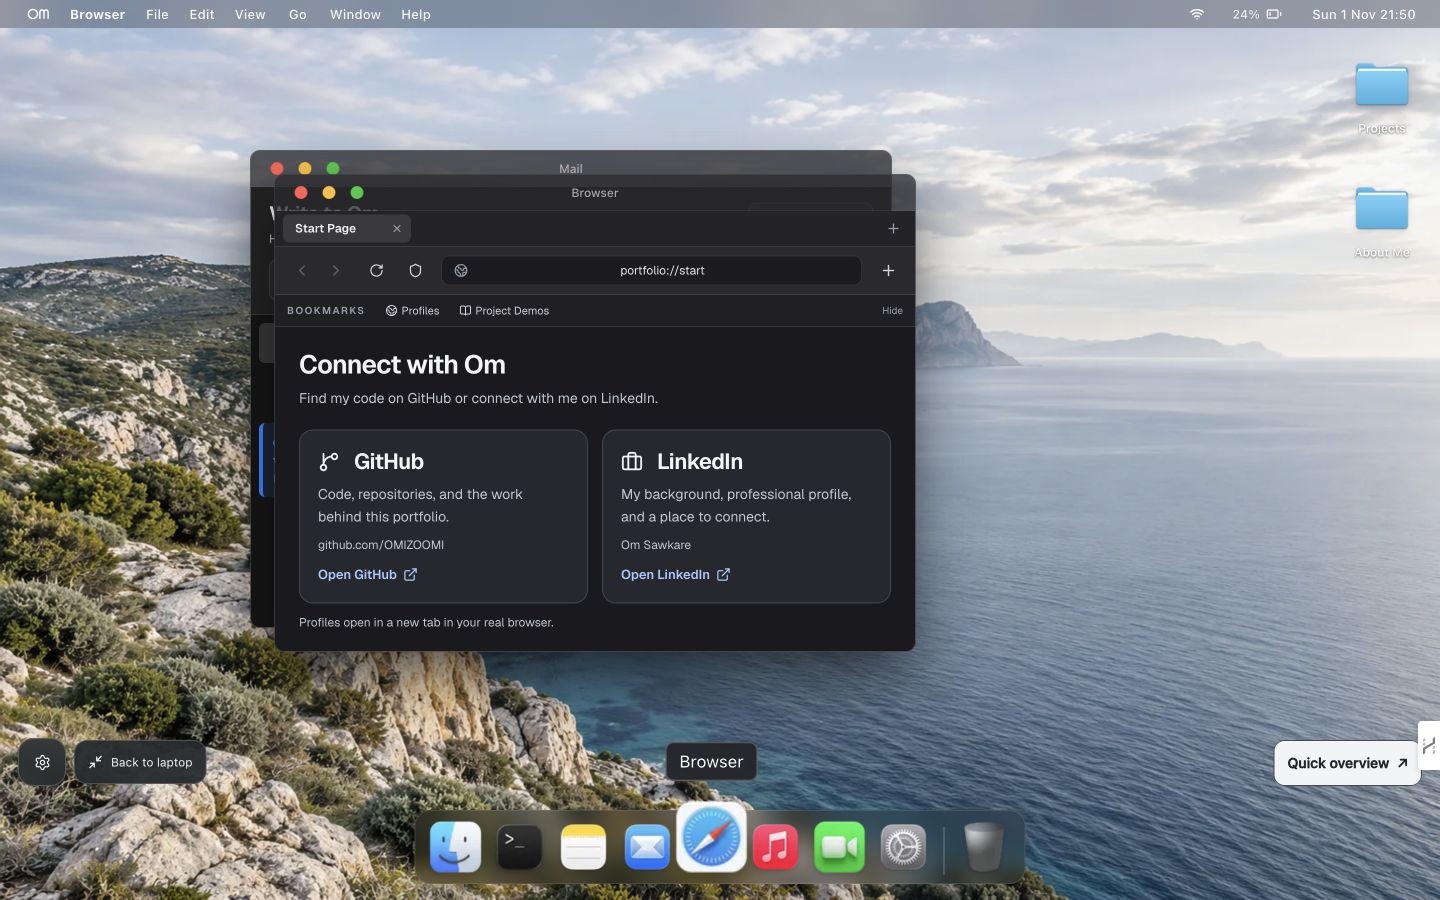 OM Browser File Edit View Go Window Help 24% Sun 1 Nov 21:50
Projects
About Me
Mail
Browser
Start Page
portfolio://start
BOOKMARKS Profiles Project Demos Hide
Connect with Om
Find my code on GitHub or connect with me on LinkedIn.
GitHub
Code, repositories, and the work
behind this portfolio.
github.com/OMIZOOMI
Open GitHub
LinkedIn
My background, professional profile,
and a place to connect.
Om Sawkare
Open LinkedIn
Profiles open in a new tab in your real browser.
Back to laptop
Browser
Quick overview
>_